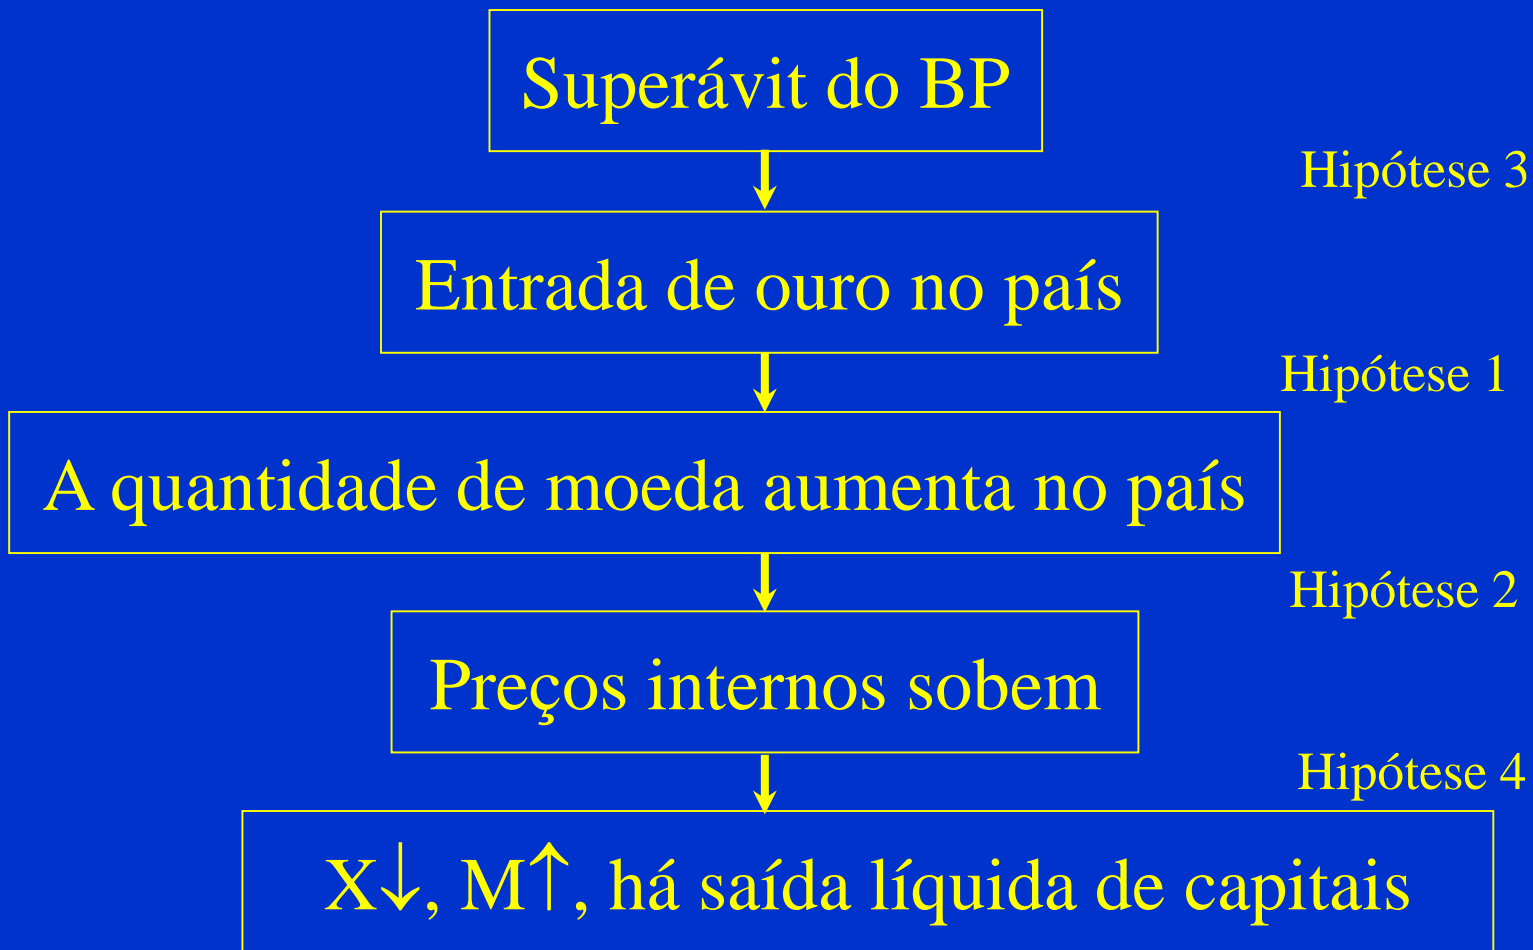 Superávit do BP
Hipótese 3
Entrada de ouro no país
Hipótese 1
A quantidade de moeda aumenta no país
Hipótese 2
Preços internos sobem
Hipótese 4
X↓, M↑, há saída líquida de capitais